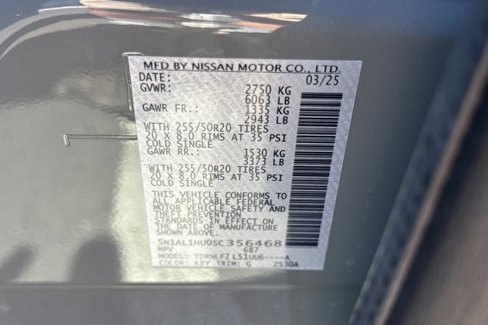 MFD BY NISSAN MOTOR CO., LTD.
DATE: 03/25
GVWR: 2750 KG
6063 LB
GAWR FR.: 1335 KG
2943 LB
WITH 255/50R20 TIRES
20 X 8.0 RIMS AT 35 PSI
COLD SINGLE
GAWR RR.: 1530 KG
3373 LB
WITH 255/50R20 TIRES
20 X 8.0 RIMS AT 35 PSI
COLD SINGLE
THIS VEHICLE CONFORMS TO
ALL APPLICABLE FEDERAL
MOTOR VEHICLE SAFETY AND
THEFT PREVENTION
STANDARDS IN EFFECT ON
THE DATE OF MANUFACTURE
SHOWN ABOVE.
5N1AL1HU0SC356468
MPV 687
MODEL:
COLOR: TRIM: G